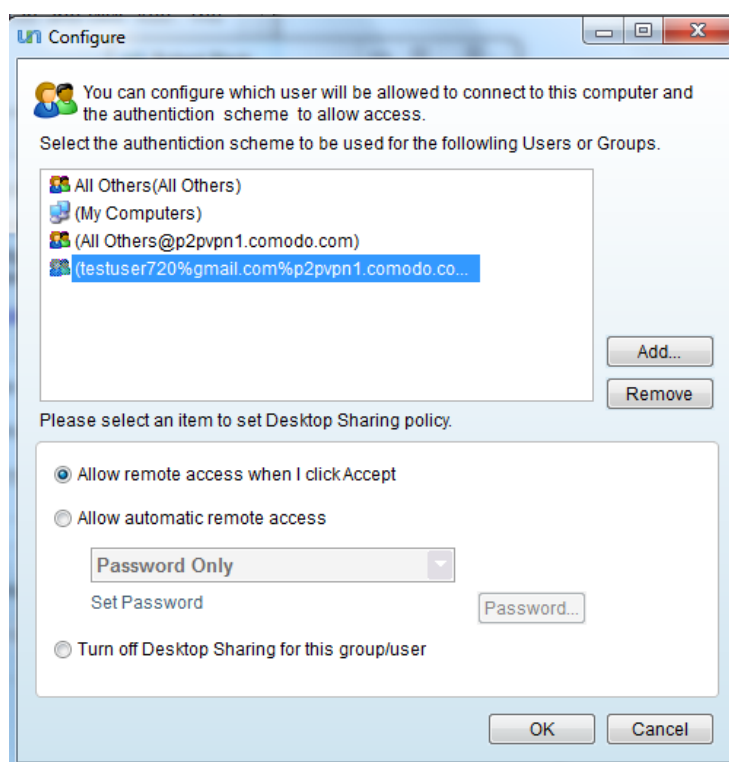 un Configure
You can configure which user will be allowed to connect to this computer and
the authentiction scheme to allow access.
Select the authentiction scheme to be used for the followling Users or Groups.
All Others(All Others)
(My Computers)
(All Others@p2pvpn1.comodo.com)
(testuser720%gmail.com%p2pvpn1.comodo.co...
Add...
Remove
Please select an item to set Desktop Sharing policy.
Allow remote access when I click Accept
Allow automatic remote access
Password Only
Set Password
Password...
Turn off Desktop Sharing for this group/user
OK
Cancel